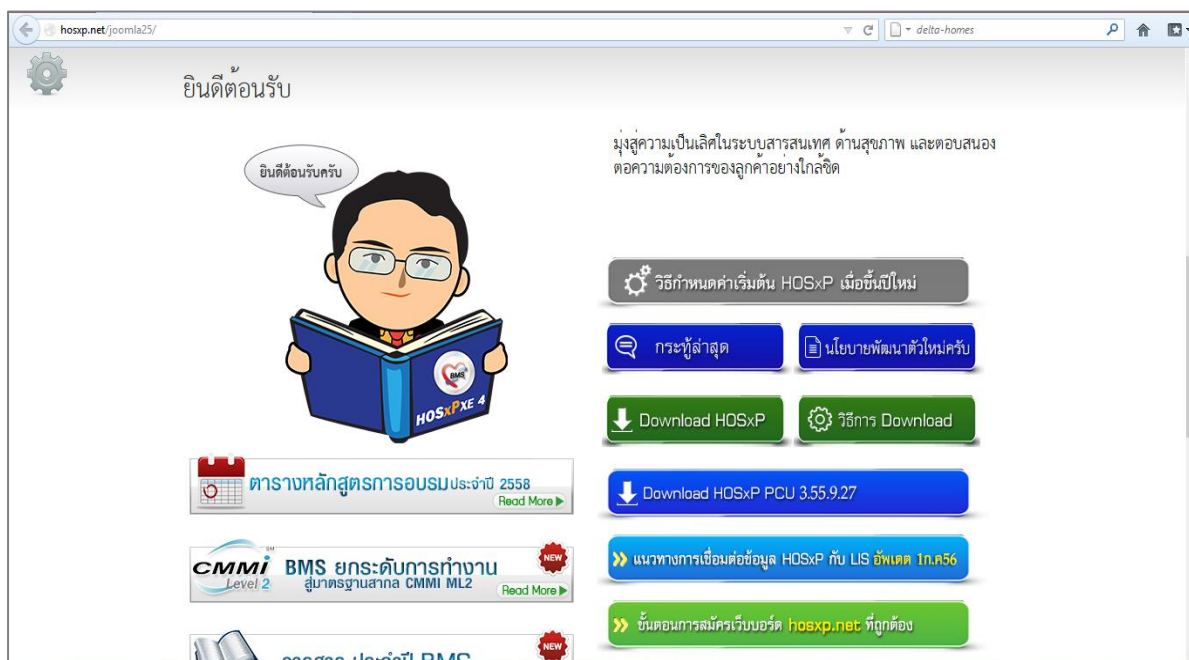 hosxp.net/joomla25/
delta-homes
ยินดีต้อนรับ
ยินดีต้อนรับครับ
BMS
HOSxPXE 4
ตารางหลักสูตรการอบรมประจำปี 2558
Read More
CMMI
Level 2
SM
BMS ยกระดับการทำงาน
สู่มาตรฐานสากล CMMI ML2
NEW
Read More
ประจำปี BMS
NEW
มุ่งสู่ความเป็นเลิศในระบบสารสนเทศ ด้านสุขภาพ และตอบสนอง
ต่อความต้องการของลูกค้าอย่างใกล้ชิด
วิธีกำหนดค่าเริ่มต้น HOSxP เมื่อขึ้นปีใหม่
กระทู้ล่าสุด
นโยบายพัฒนาตัวใหม่ครับ
Download HOSxP
วิธีการ Download
Download HOSxP PCU 3.55.9.27
แนวทางการเชื่อมต่อข้อมูล HOSxP กับ LIS อัพเดต 1ก.ค56
ขั้นตอนการสมัครเว็บบอร์ด hosxp.net ที่ถูกต้อง